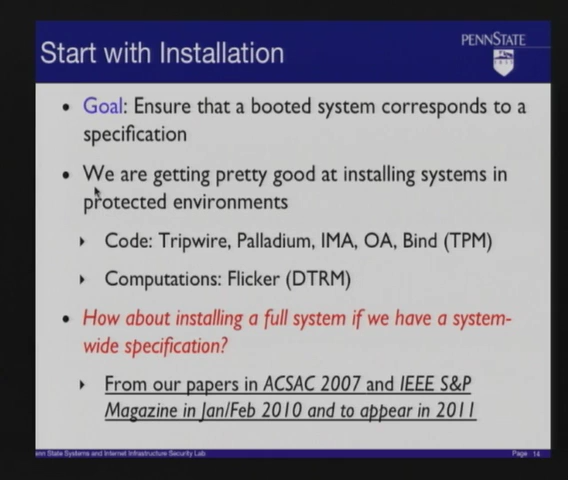 Start with Installation
PENNSTATE
Goal: Ensure that a booted system corresponds to a
specification
We are getting pretty good at installing systems in
protected environments
Code: Tripwire, Palladium, IMA, OA, Bind (TPM)
Computations: Flicker (DTRM)
How about installing a full system if we have a system-
wide specification?
From our papers in ACSAC 2007 and IEEE S&P
Magazine in Jan/Feb 2010 and to appear in 2011
enn State Systems and Internet Infrastructure Security Lab
Page 14